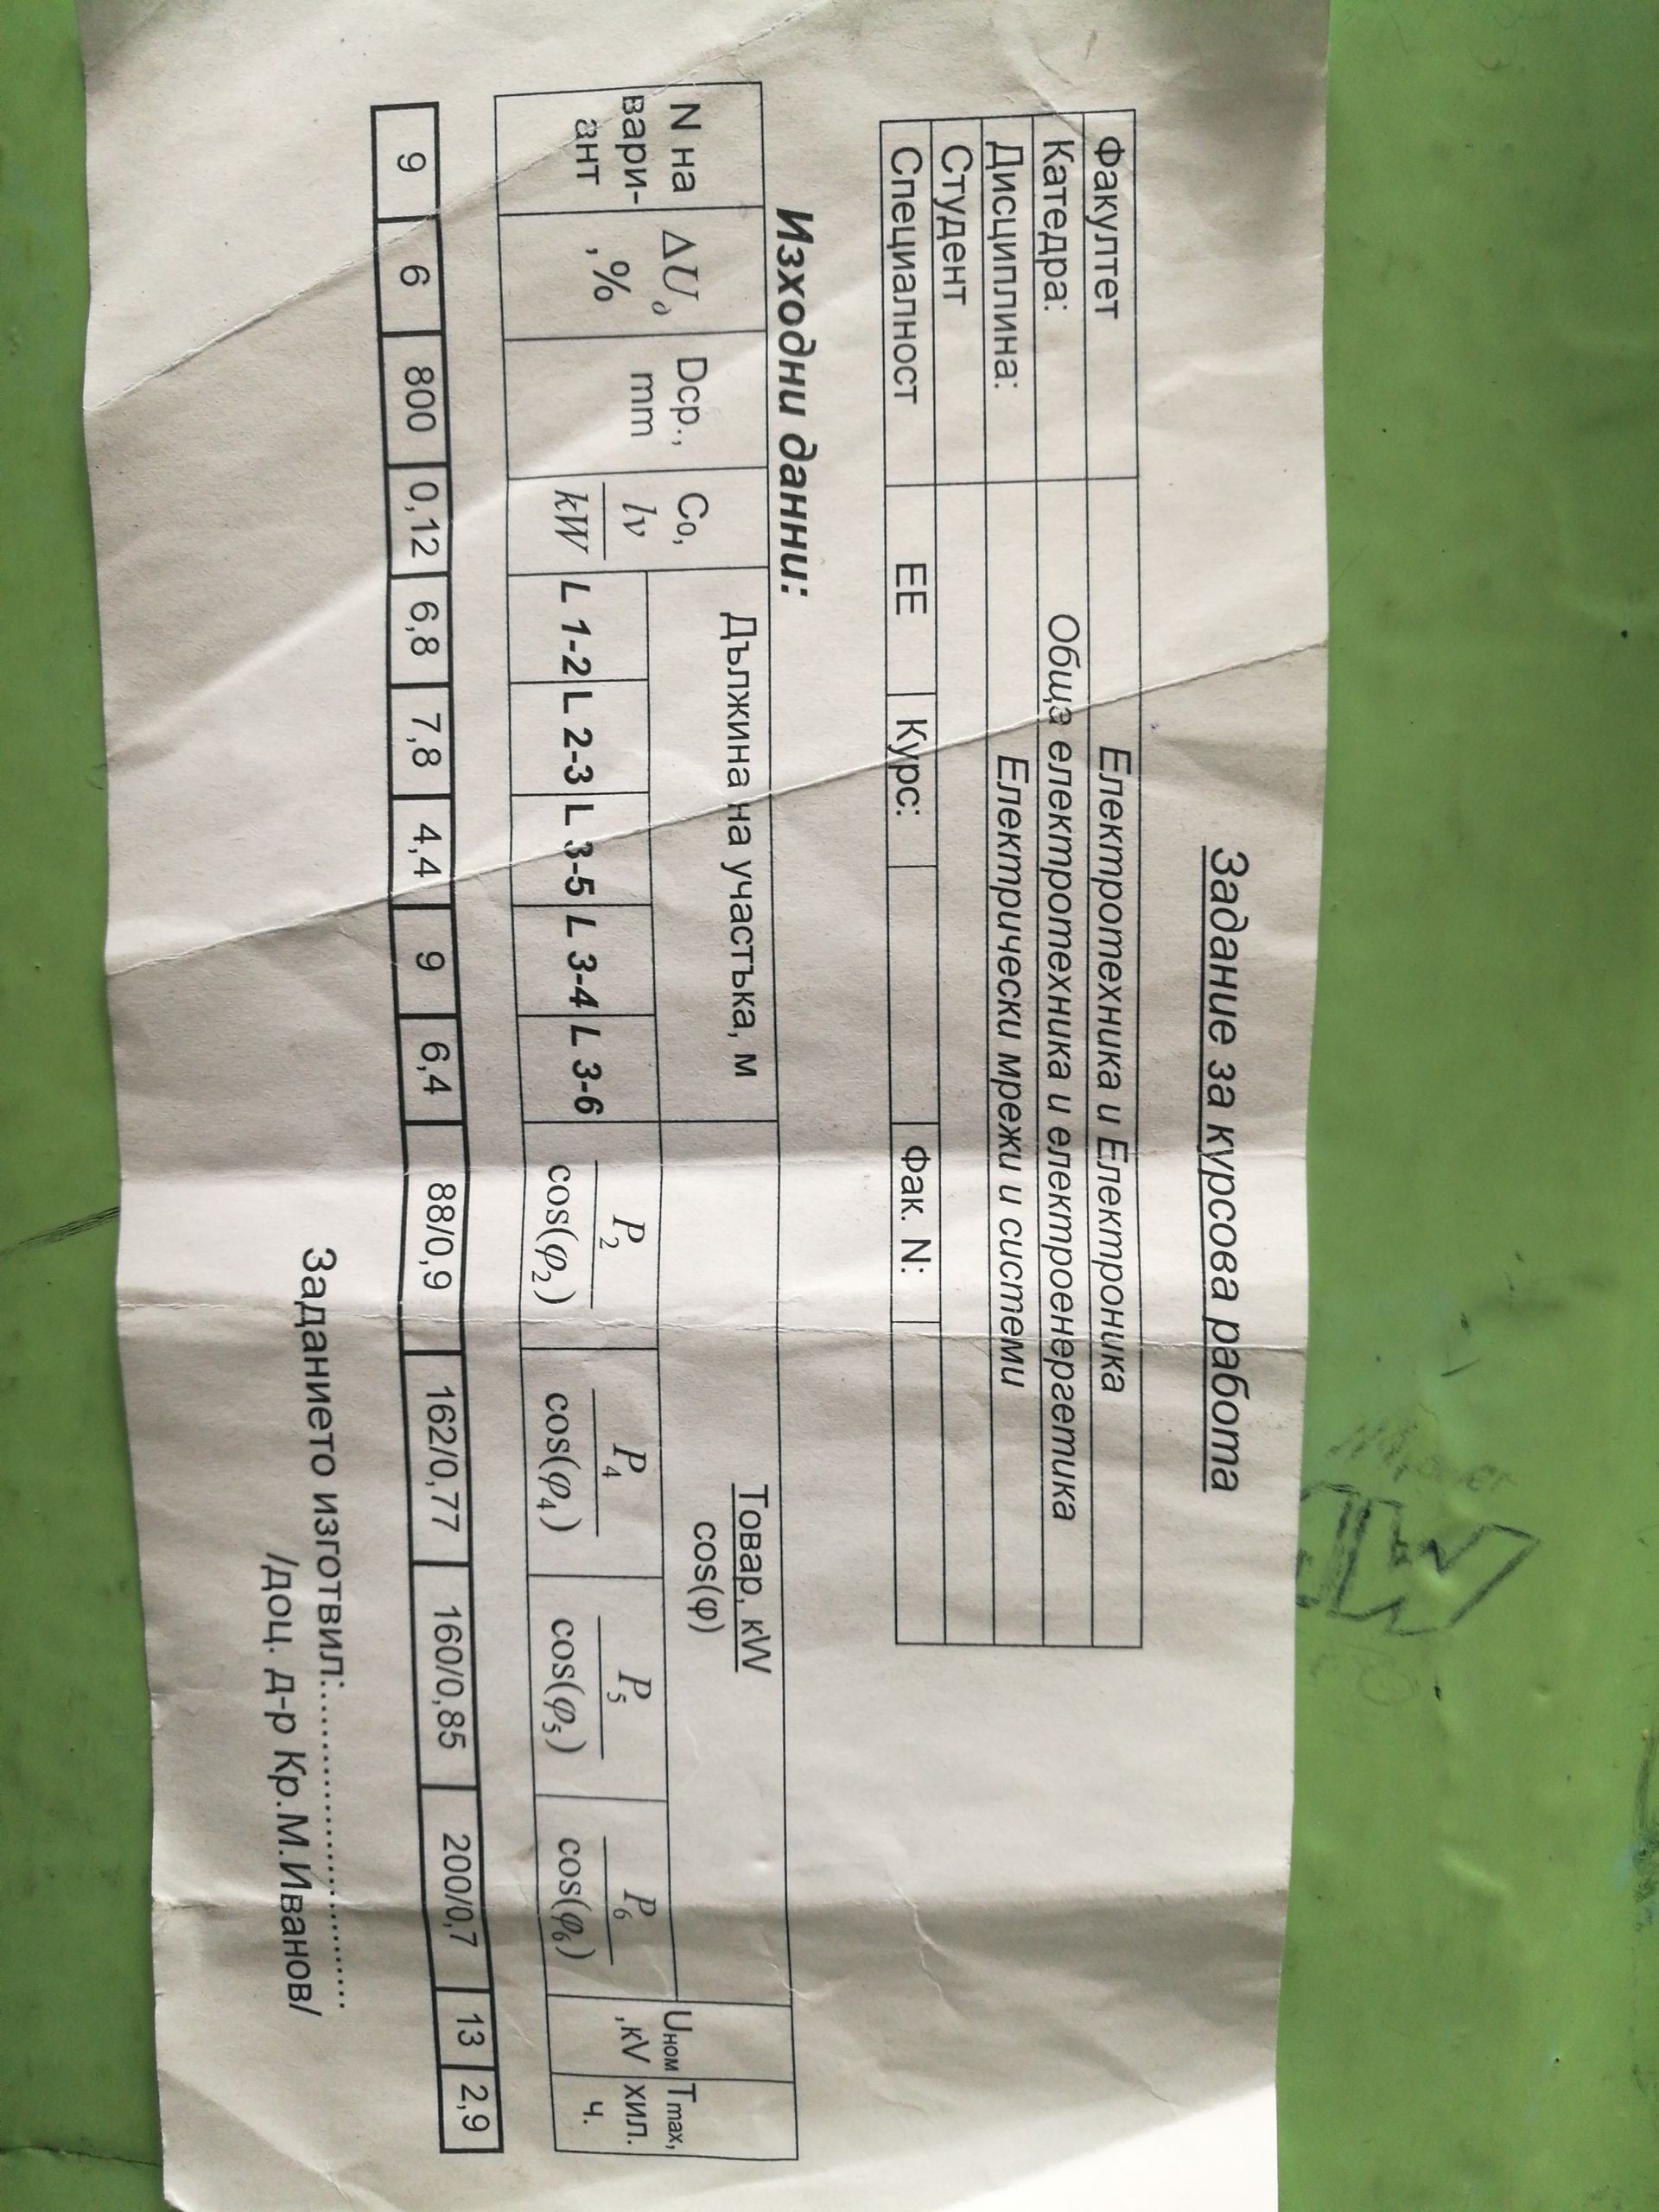 Задание за курсова работа
Факултет Електротехника и Електроника
Катедра: Обща електротехника и електроенергетика
Дисциплина: Електрически мрежи и системи
Студент
Специалност ЕЕ Курс: Фак. N:
Изходни данни:
N на вари-ант ΔU∂, % Dср., mm C0, lv/kW Дължина на участъка, м Товар, кW cos(φ) Uном, кV Tmax, хил. ч.
L 1-2 L 2-3 L 3-5 L 3-4 L 3-6 P2/cos(φ2) P4/cos(φ4) P5/cos(φ5) P6/cos(φ6)
9 6 800 0,12 6,8 7,8 4,4 9 6,4 88/0,9 162/0,77 160/0,85 200/0,7 13 2,9
Заданието изготвил:..............................
/доц. д-р Кр.М.Иванов/